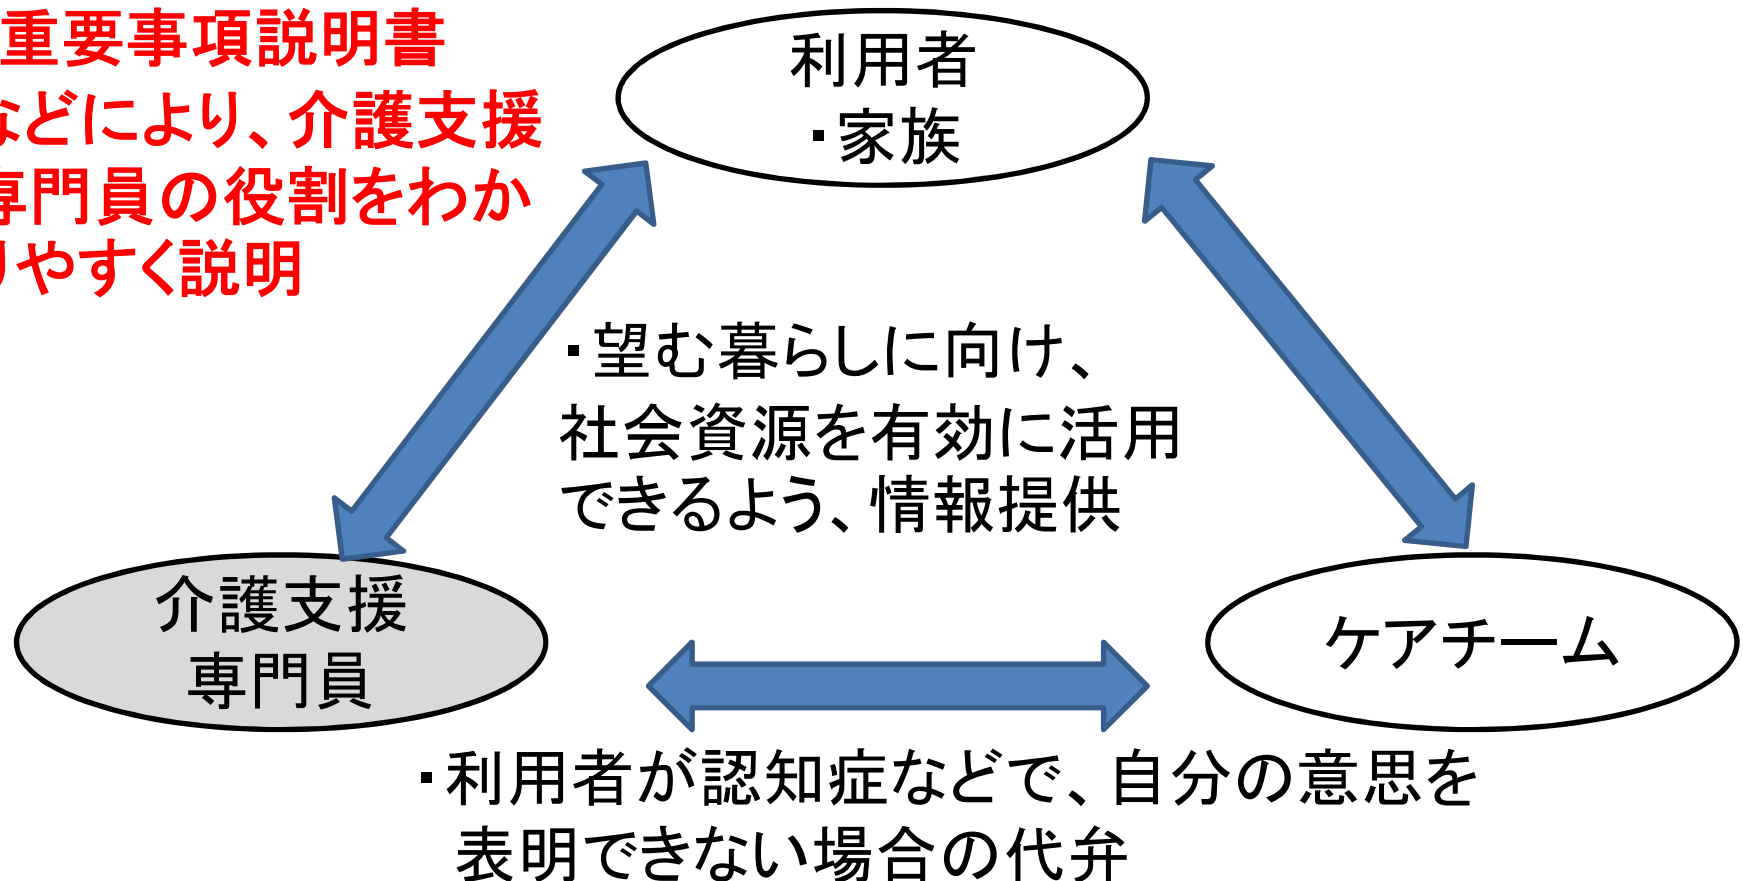 重要事項説明書
などにより、介護支援
専門員の役割をわか
りやすく説明
利用者
・家族
・望む暮らしに向け、
社会資源を有効に活用
できるよう、情報提供
介護支援
専門員
ケアチーム
・利用者が認知症などで、自分の意思を
表明できない場合の代弁